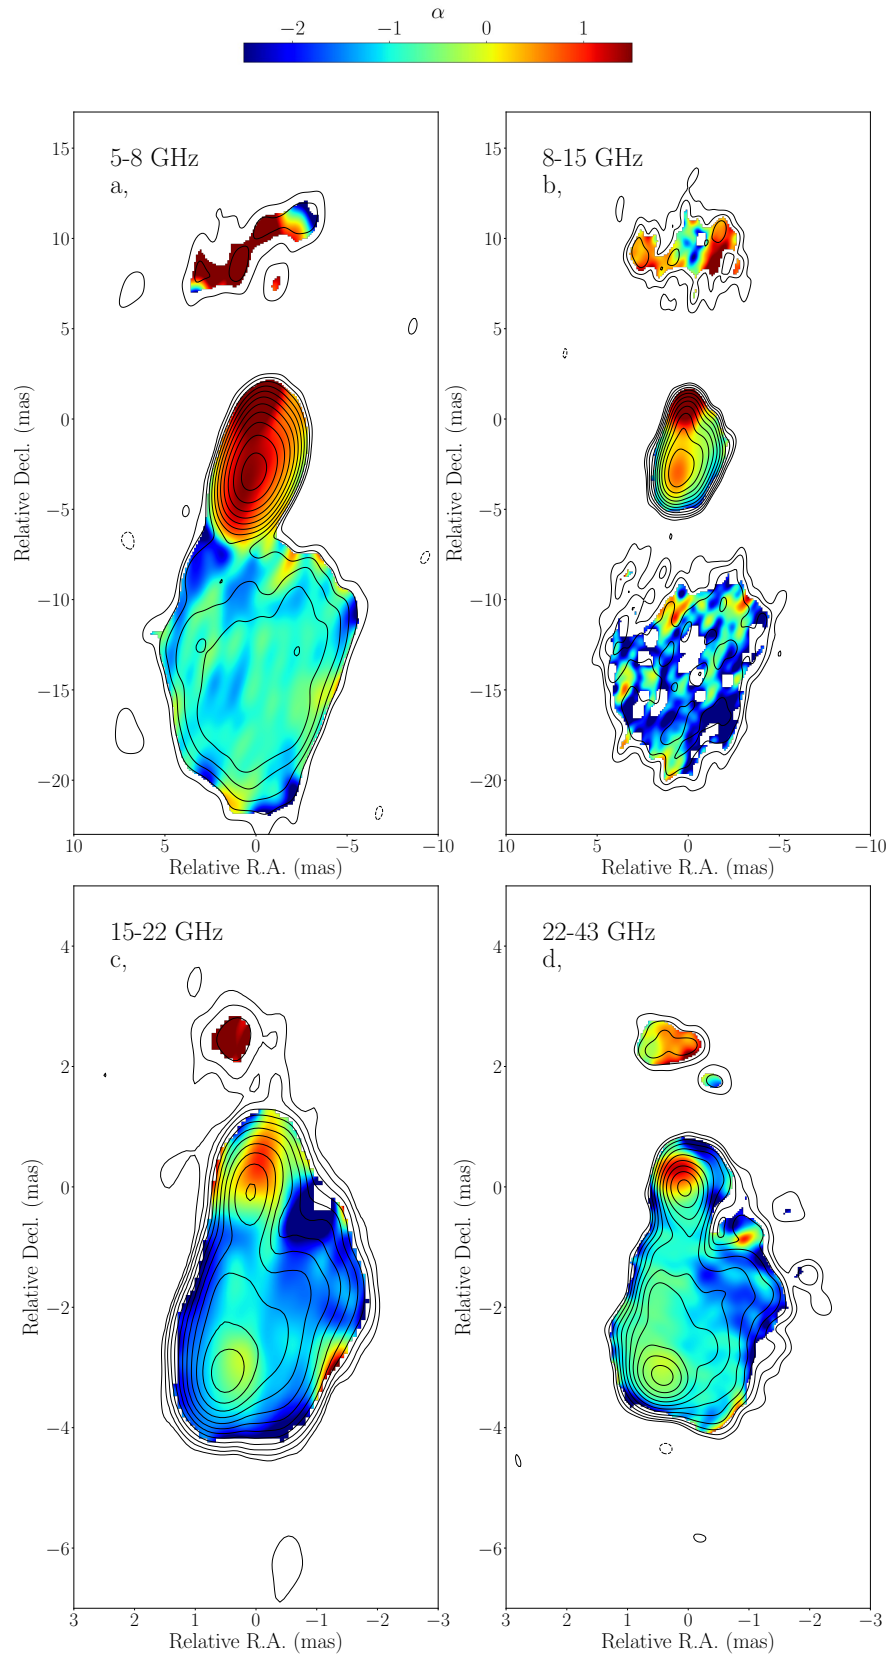 α
−2 −1 0 1
5-8 GHz
a,
15
10
5
0
−5
−10
−15
−20
Relative Decl. (mas)
10 5 0 −5 −10
Relative R.A. (mas)
8-15 GHz
b,
15
10
5
0
−5
−10
−15
−20
Relative Decl. (mas)
10 5 0 −5 −10
Relative R.A. (mas)
15-22 GHz
c,
4
2
0
−2
−4
−6
Relative Decl. (mas)
3 2 1 0 −1 −2 −3
Relative R.A. (mas)
22-43 GHz
d,
4
2
0
−2
−4
−6
Relative Decl. (mas)
3 2 1 0 −1 −2 −3
Relative R.A. (mas)